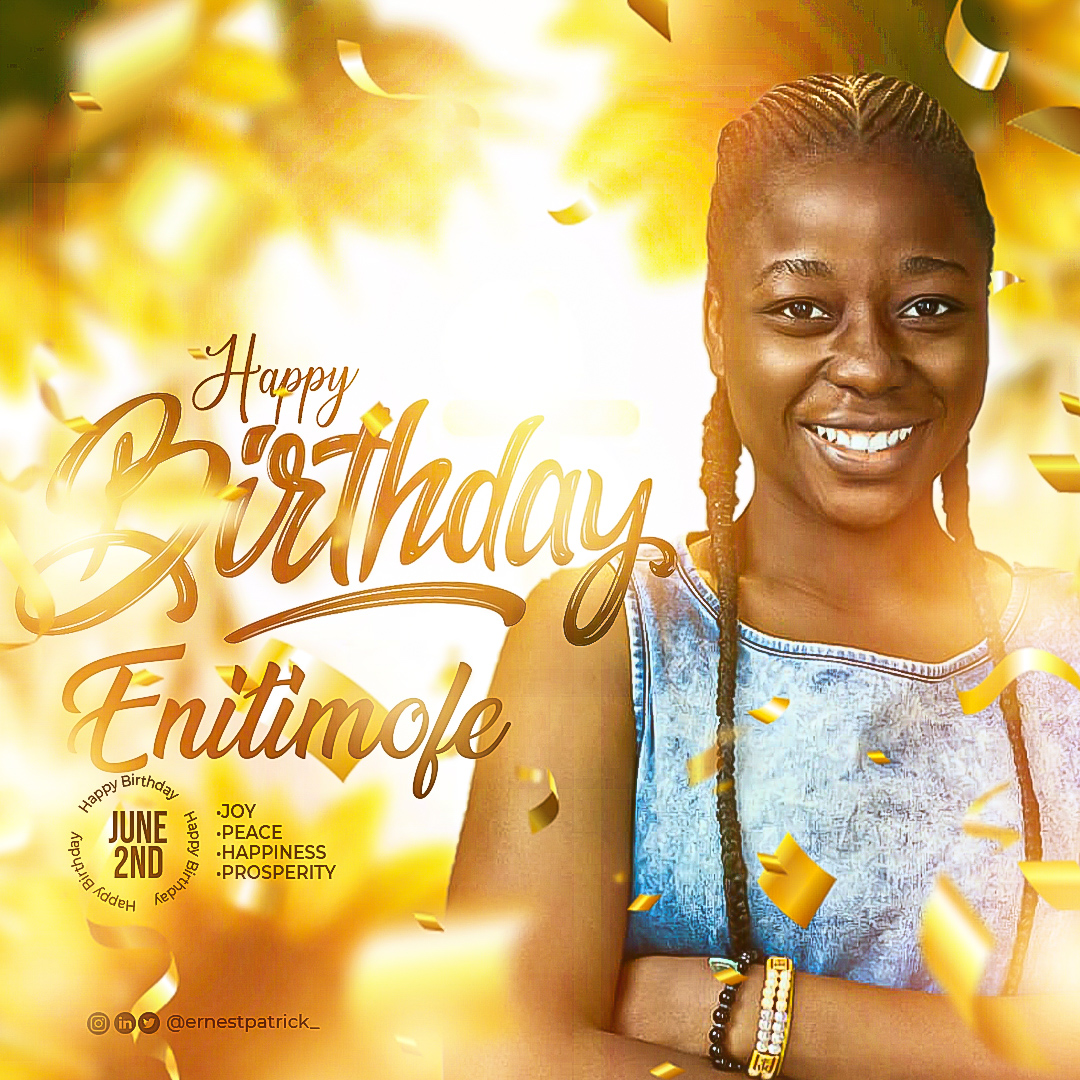 Happy
Birthday
Enitimofe
Happy Birthday
Happy Birthday
Happy Birthday
JUNE
2ND
•JOY
•PEACE
•HAPPINESS
•PROSPERITY
@ernestpatrick_